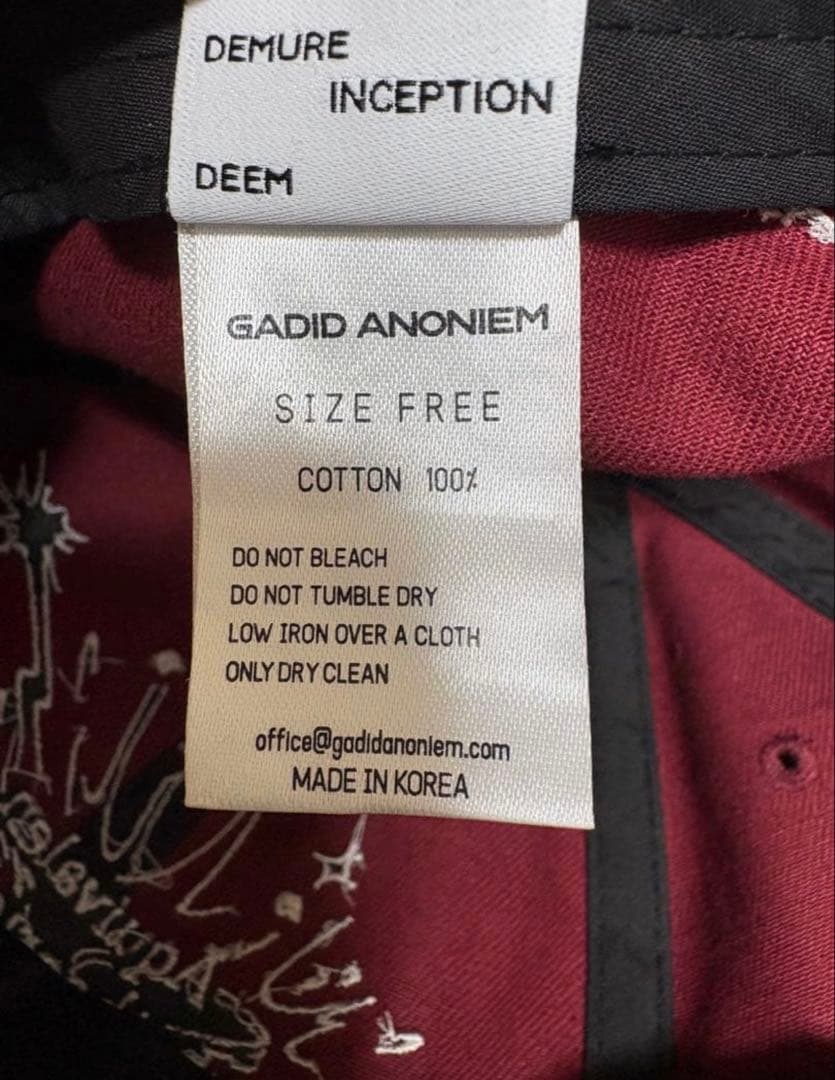 DEMURE
INCEPTION
DEEM
GADID ANONIEM
SIZE FREE
COTTON 100%
DO NOT BLEACH
DO NOT TUMBLE DRY
LOW IRON OVER A CLOTH
ONLY DRY CLEAN
office@gadidanoniem.com
MADE IN KOREA